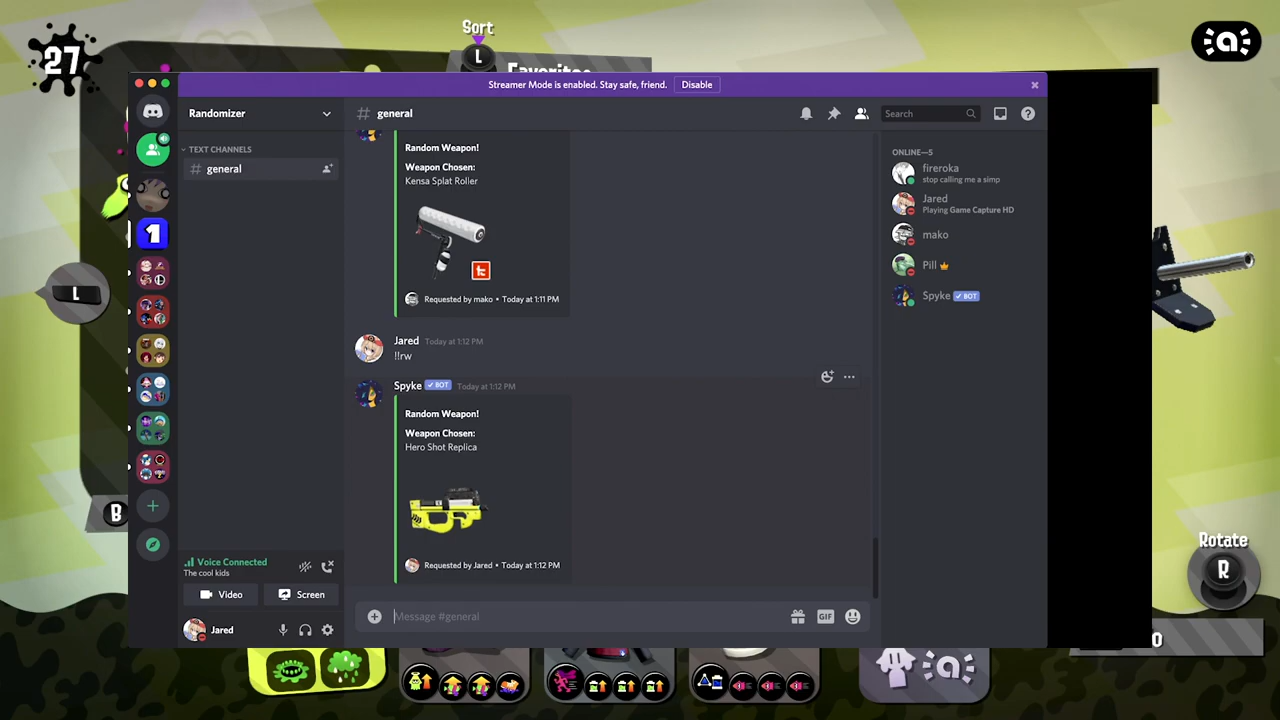 27
Sort
L
Favorites
Streamer Mode is enabled. Stay safe, friend.
Disable
Randomizer
# general
Search
TEXT CHANNELS
# general
1
Random Weapon!
Weapon Chosen:
Kensa Splat Roller
Requested by mako • Today at 1:11 PM
Jared Today at 1:12 PM
!!rw
Spyke BOT Today at 1:12 PM
Random Weapon!
Weapon Chosen:
Hero Shot Replica
Requested by Jared • Today at 1:12 PM
ONLINE—5
fireroka
stop calling me a simp
Jared
Playing Game Capture HD
mako
Pill
Spyke BOT
L
B
Voice Connected
The cool kids
Video
Screen
Jared
Message #general
GIF
Rotate
R
0